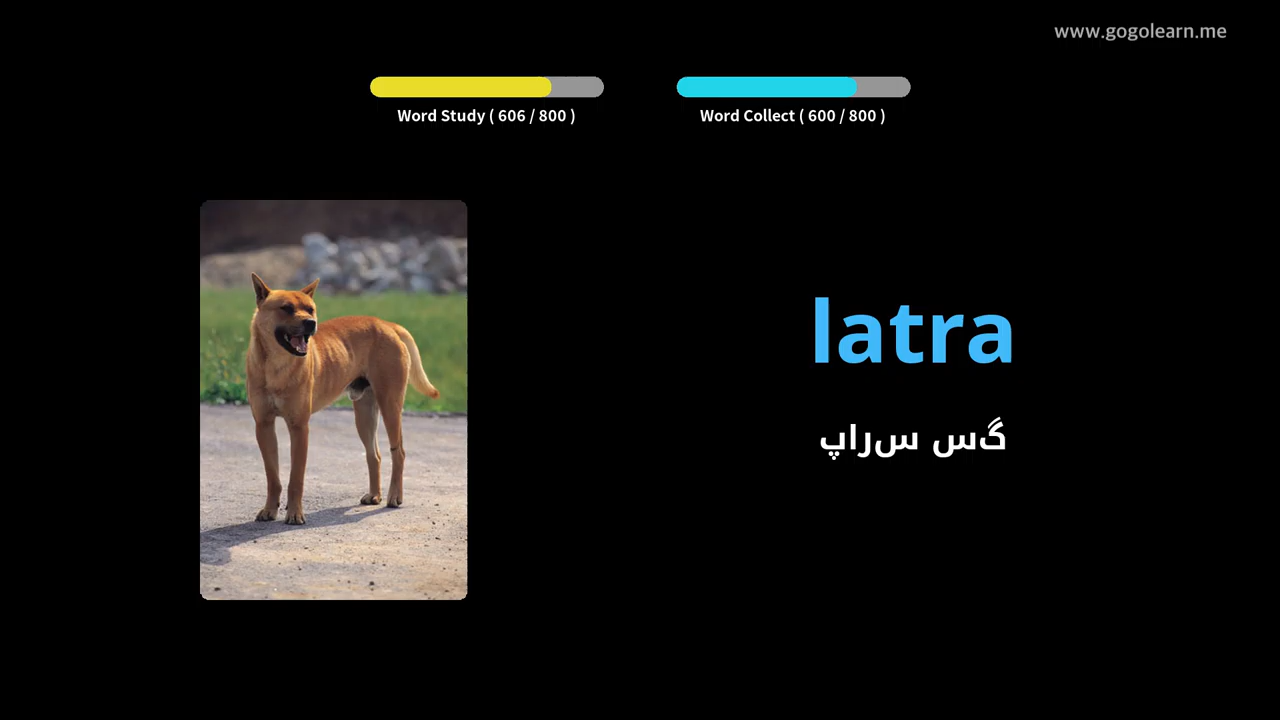 www.gogolearn.me
Word Study ( 606 / 800 )
Word Collect ( 600 / 800 )
latra
گس سراپ